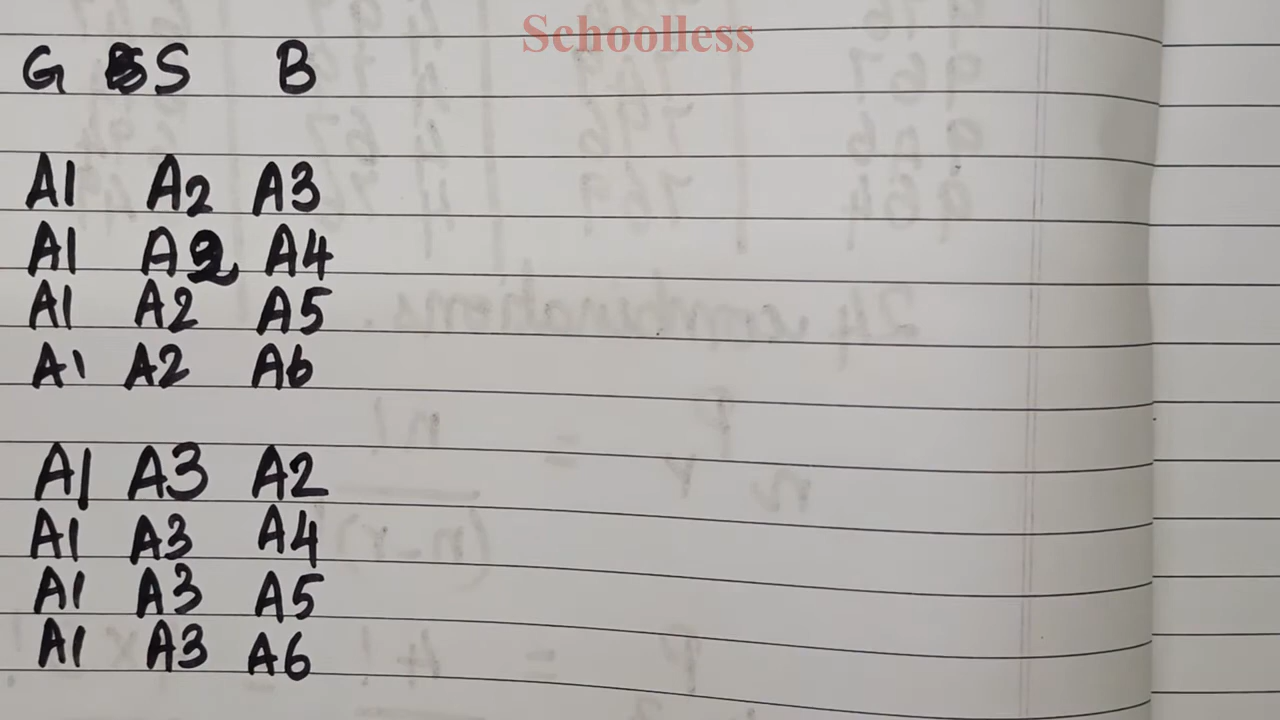 Schoolless
G S B
A1 A2 A3
A1 A2 A4
A1 A2 A5
A1 A2 A6
A1 A3 A2
A1 A3 A4
A1 A3 A5
A1 A3 A6